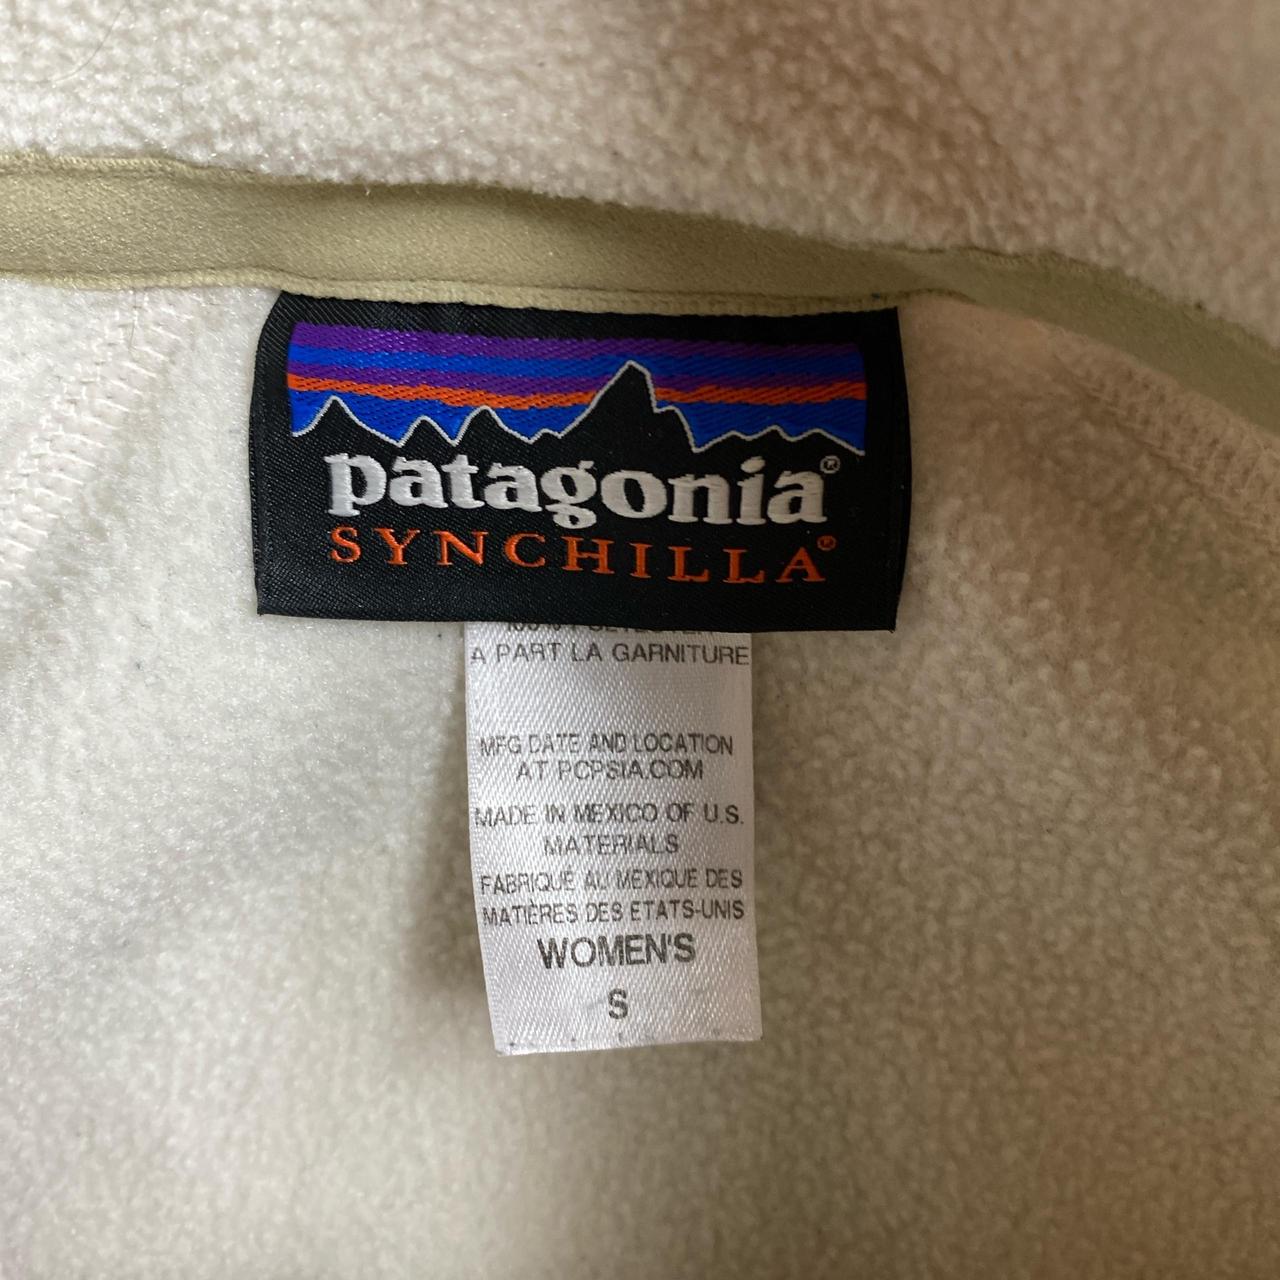 patagonia®
SYNCHILLA®
A PART LA GARNITURE
MFG DATE AND LOCATION
AT PCPSIA.COM
MADE IN MEXICO OF U.S.
MATERIALS
FABRIQUÉ AU MEXIQUE DES
MATIÈRES DES ETATS-UNIS
WOMEN'S
S